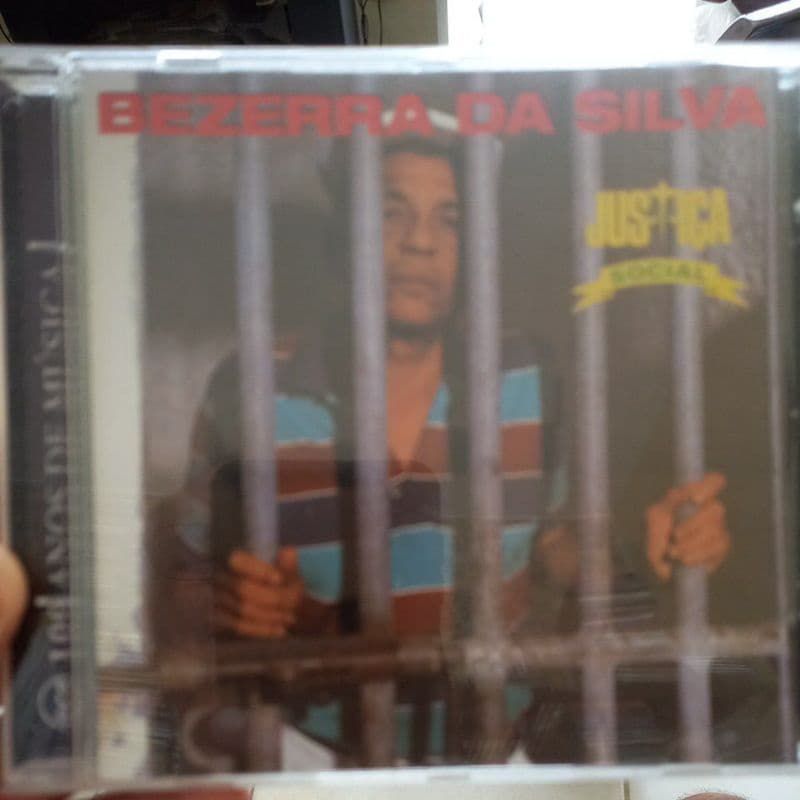 BEZERRA DA SILVA
JUSTIÇA
SOCIAL
100 ANOS DE MÚSICA